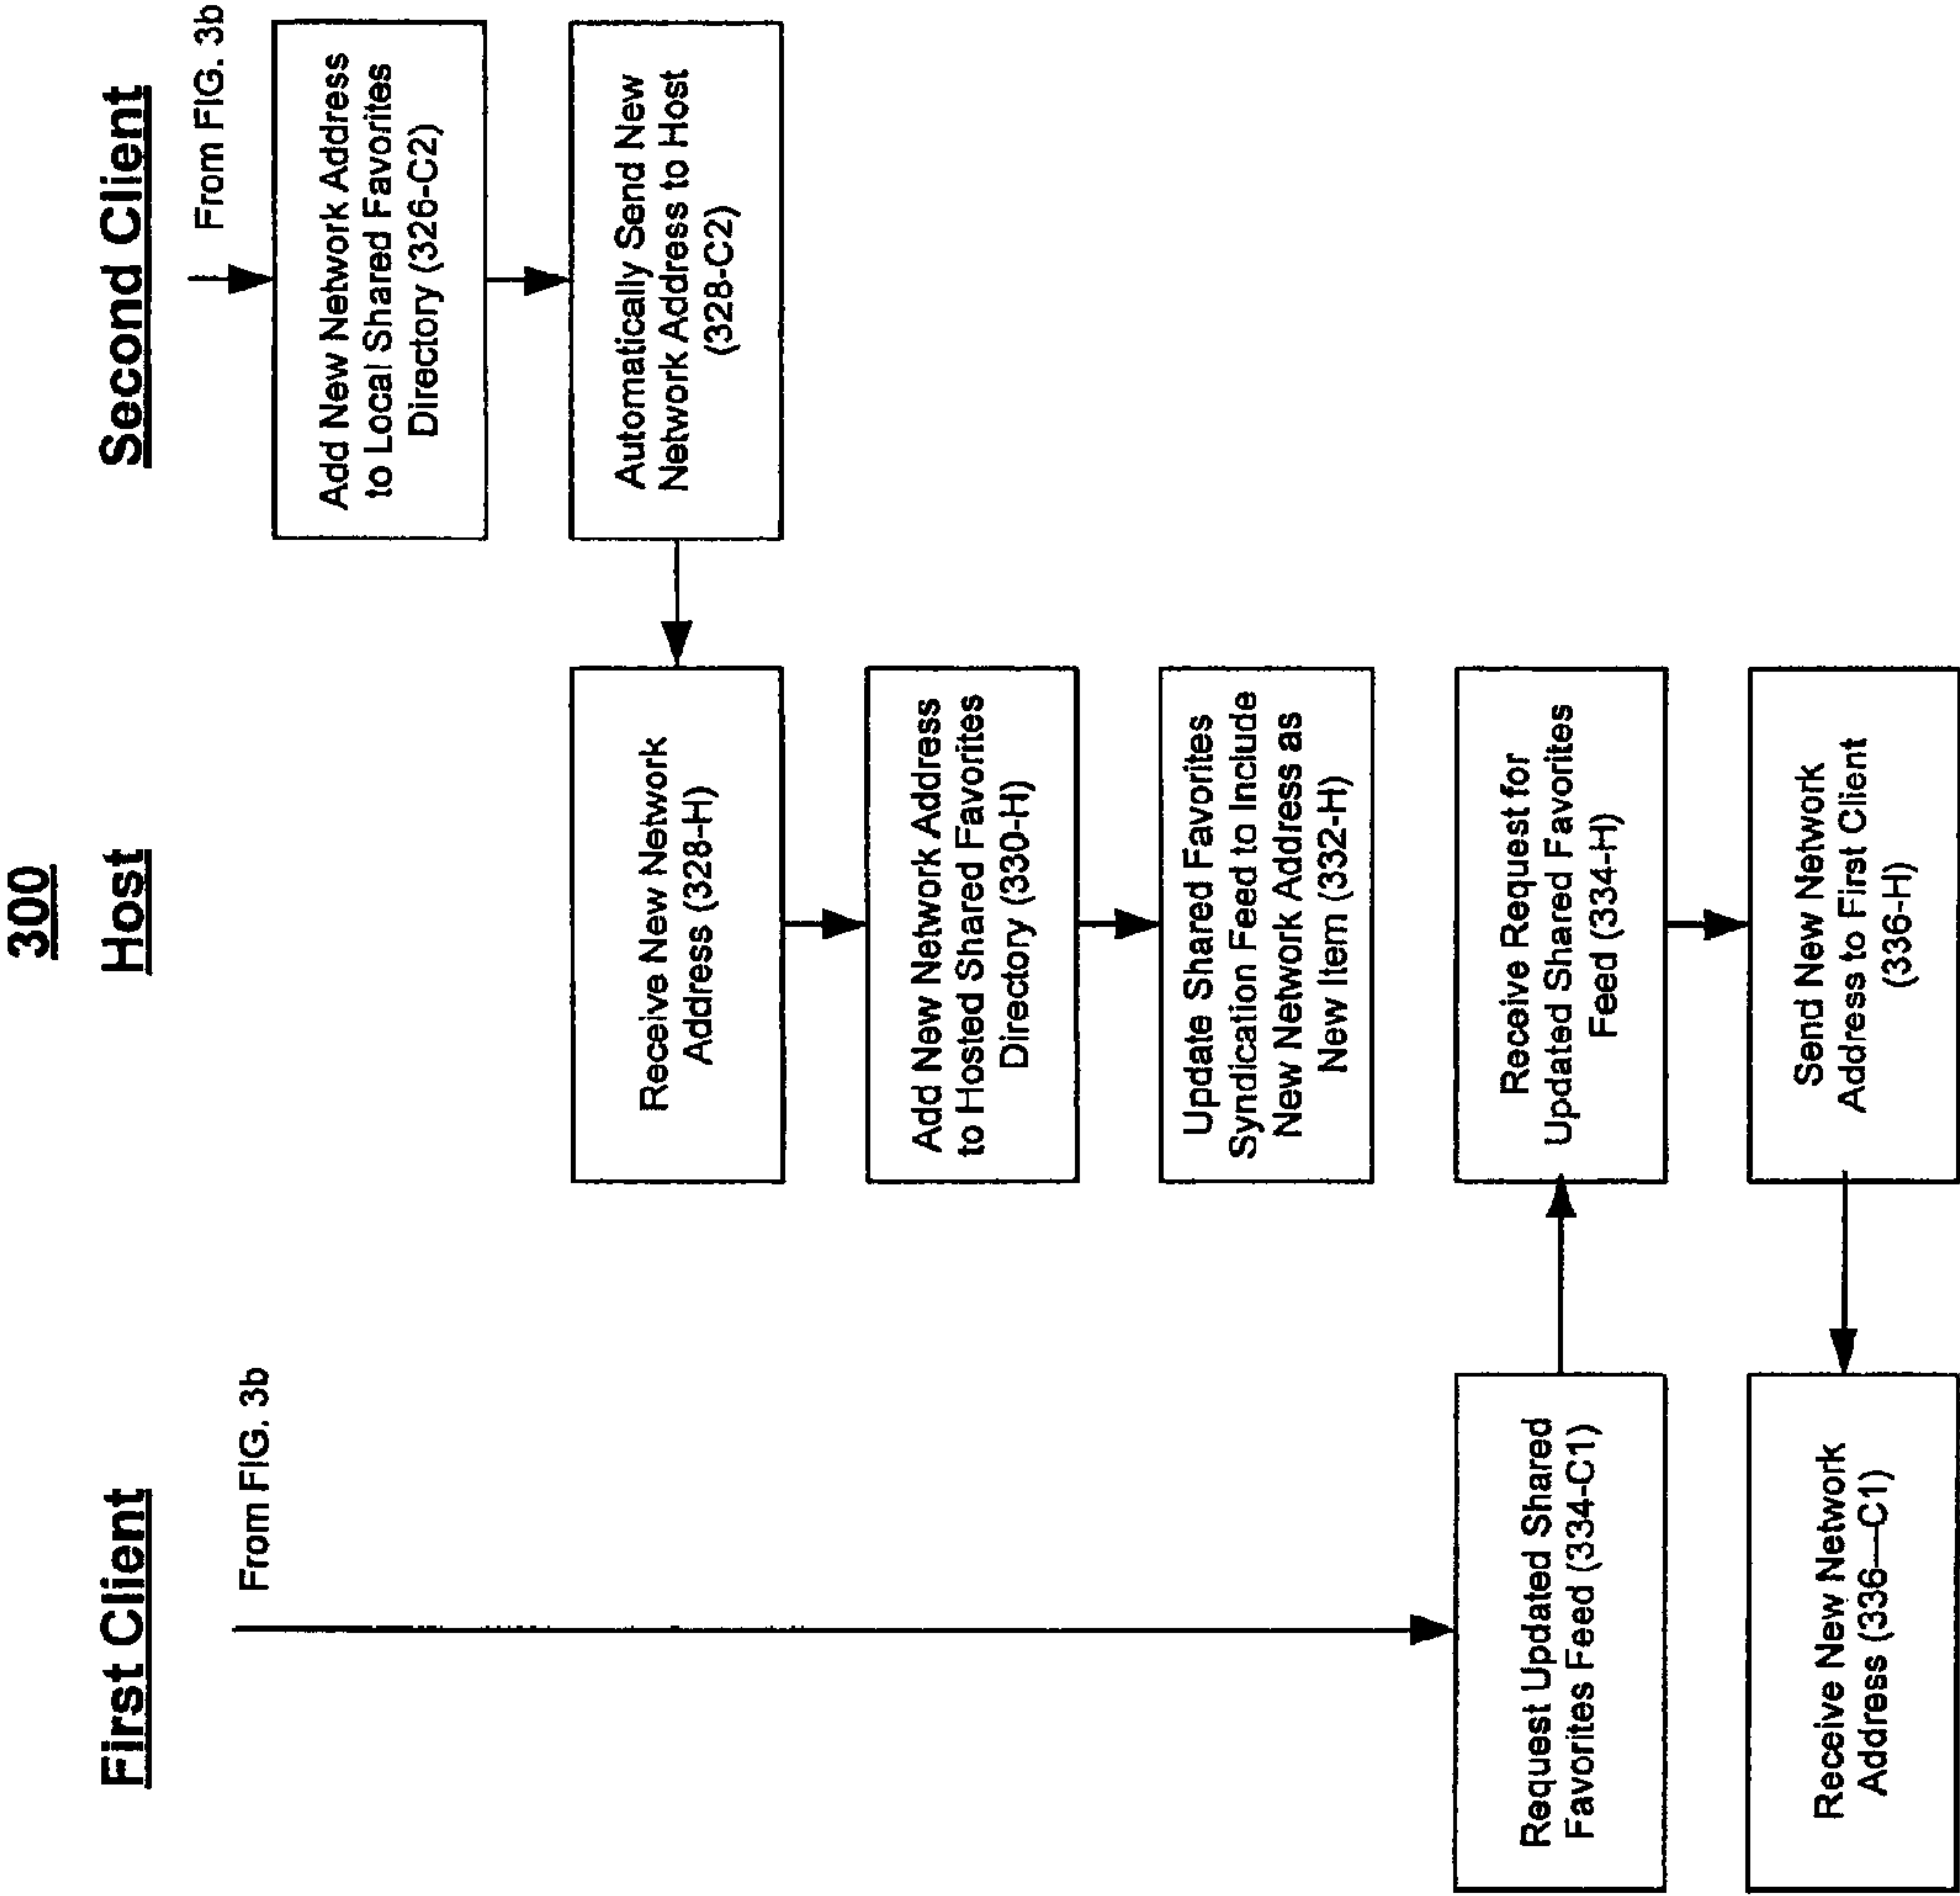 300
First Client
Host
Second Client
From FIG. 3b
From FIG. 3b
Add New Network Address
to Local Shared Favorites
Directory (326-C2)
Automatically Send New
Network Address to Host
(328-C2)
Receive New Network
Address (328-H)
Add New Network Address
to Hosted Shared Favorites
Directory (330-H)
Update Shared Favorites
Syndication Feed to Include
New Network Address as
New Item (332-H)
Request Updated Shared
Favorites Feed (334-C1)
Receive Request for
Updated Shared Favorites
Feed (334-H)
Send New Network
Address to First Client
(336-H)
Receive New Network
Address (336—C1)